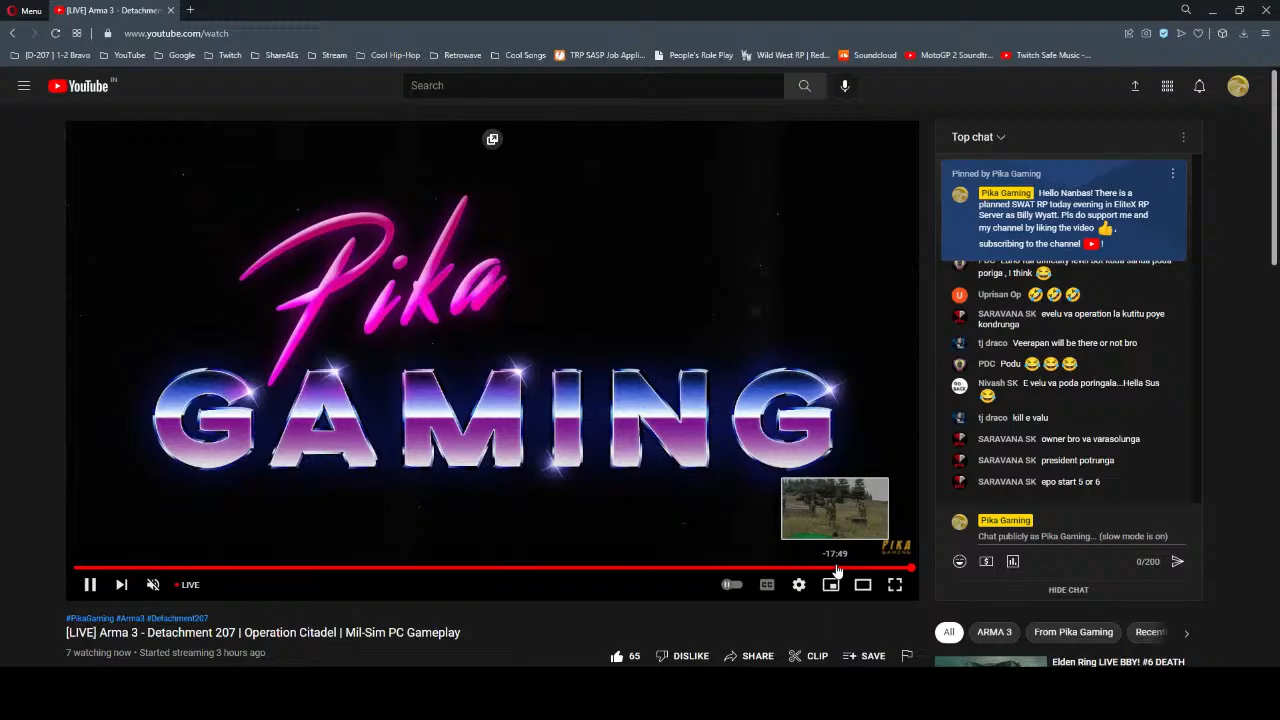 Menu
[LIVE] Arma 3 - Detachmen
www.youtube.com/watch
[D-207] | 1-2 Bravo
YouTube
Google
Twitch
ShareAEs
Stream
Cool Hip-Hop
Retrowave
Cool Songs
TRP SASP Job Appli...
People's Role Play
Wild West RP | Red...
Soundcloud
MotoGP 2 Soundtr...
Twitch Safe Music -...
YouTube IN
Search
Pika
GAMING
PIKA
GAMING
-17:49
LIVE
#PikaGaming #Arma3 #Detachment207
[LIVE] Arma 3 - Detachment 207 | Operation Citadel | Mil-Sim PC Gameplay
7 watching now • Started streaming 3 hours ago
65
DISLIKE
SHARE
CLIP
SAVE
Top chat
Pinned by Pika Gaming
Pika Gaming Hello Nanbas! There is a
planned SWAT RP today evening in EliteX RP
Server as Billy Wyatt. Pls do support me and
my channel by liking the video 👍,
subscribing to the channel !
poriga , I think 😂
Uprisan Op 🤣 🤣 🤣
SARAVANA SK evelu va operation la kutitu poye
kondrunga
tj draco Veerapan will be there or not bro
PDC Podu 😂 😂 😂
Nivash SK E velu va poda poringala...Hella Sus
😂
tj draco kill e valu
SARAVANA SK owner bro va varasolunga
SARAVANA SK president potrunga
SARAVANA SK epo start 5 or 6
Pika Gaming
Chat publicly as Pika Gaming... (slow mode is on)
0/200
HIDE CHAT
All
ARMA 3
From Pika Gaming
Recentl
Elden Ring LIVE BBY! #6 DEATH